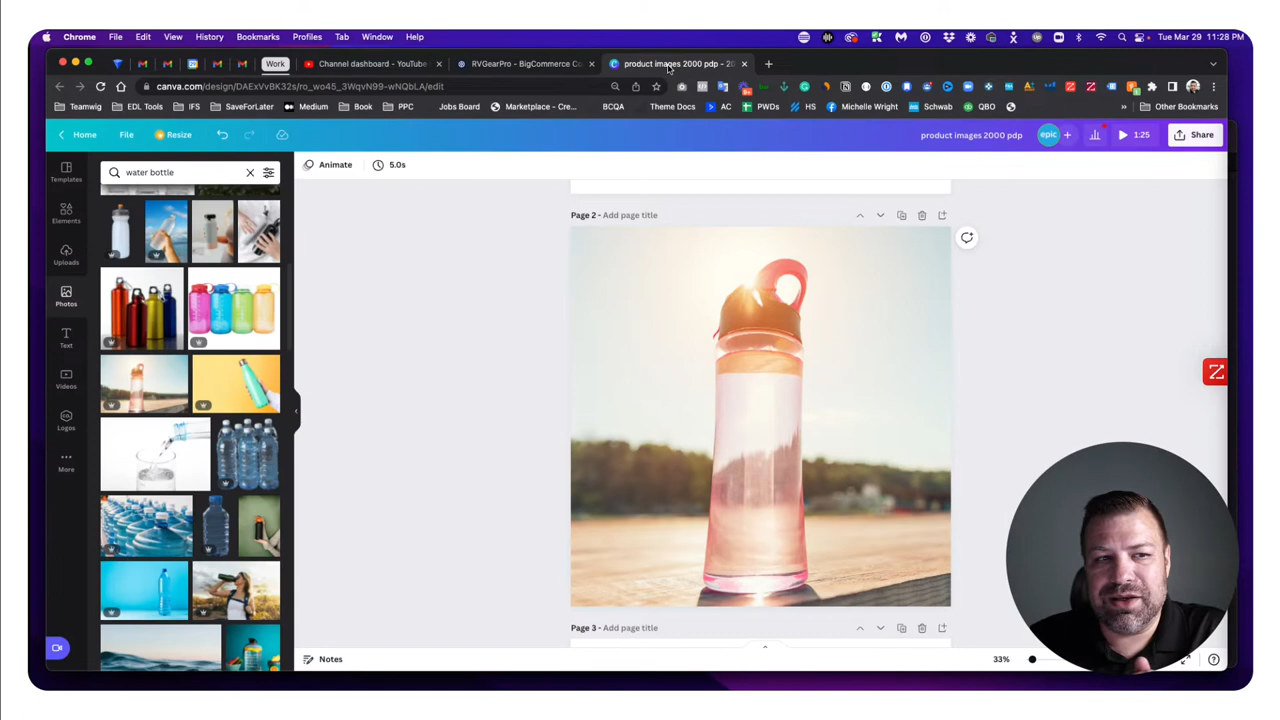 Chrome File Edit View History Bookmarks Profiles Tab Window Help Tue Mar 29 11:28 PM
Work Channel dashboard - YouTube RVGearPro - BigCommerce Co product images 2000 pdp - 20
canva.com/design/DAExVvBK32s/ro_wo45_3WqvN99-wNQbLA/edit
Teamwig EDL Tools IFS SaveForLater Medium Book PPC Jobs Board Marketplace - Cre... BCQA Theme Docs AC PWDs HS Michelle Wright Schwab QBO » Other Bookmarks
Home File Resize product images 2000 pdp epic + 1:25 Share
Templates
water bottle
Animate 5.0s
Elements
Page 2 - Add page title
Uploads
Photos
Text
Videos
Logos
More
Page 3 - Add page title
Notes 33%